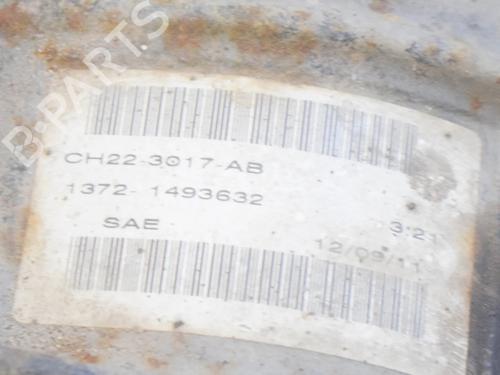 B-PARTS
CH22-3017-AB
1372- 1493632
3:21
SAE
12/09/11